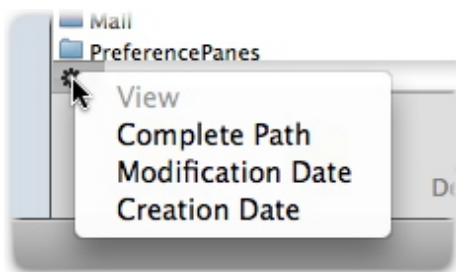 Mail
PreferencePanes
View
Complete Path
Modification Date
Creation Date